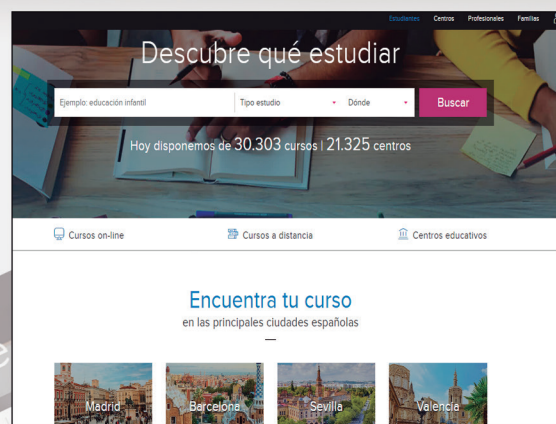 Estudiantes Centros Profesionales Familias
Descubre qué estudiar
Ejemplo: educación infantil Tipo estudio Dónde Buscar
Hoy disponemos de 30.303 cursos | 21.325 centros
Cursos on-line Cursos a distancia Centros educativos
Encuentra tu curso
en las principales ciudades españolas
Madrid Barcelona Sevilla Valencia